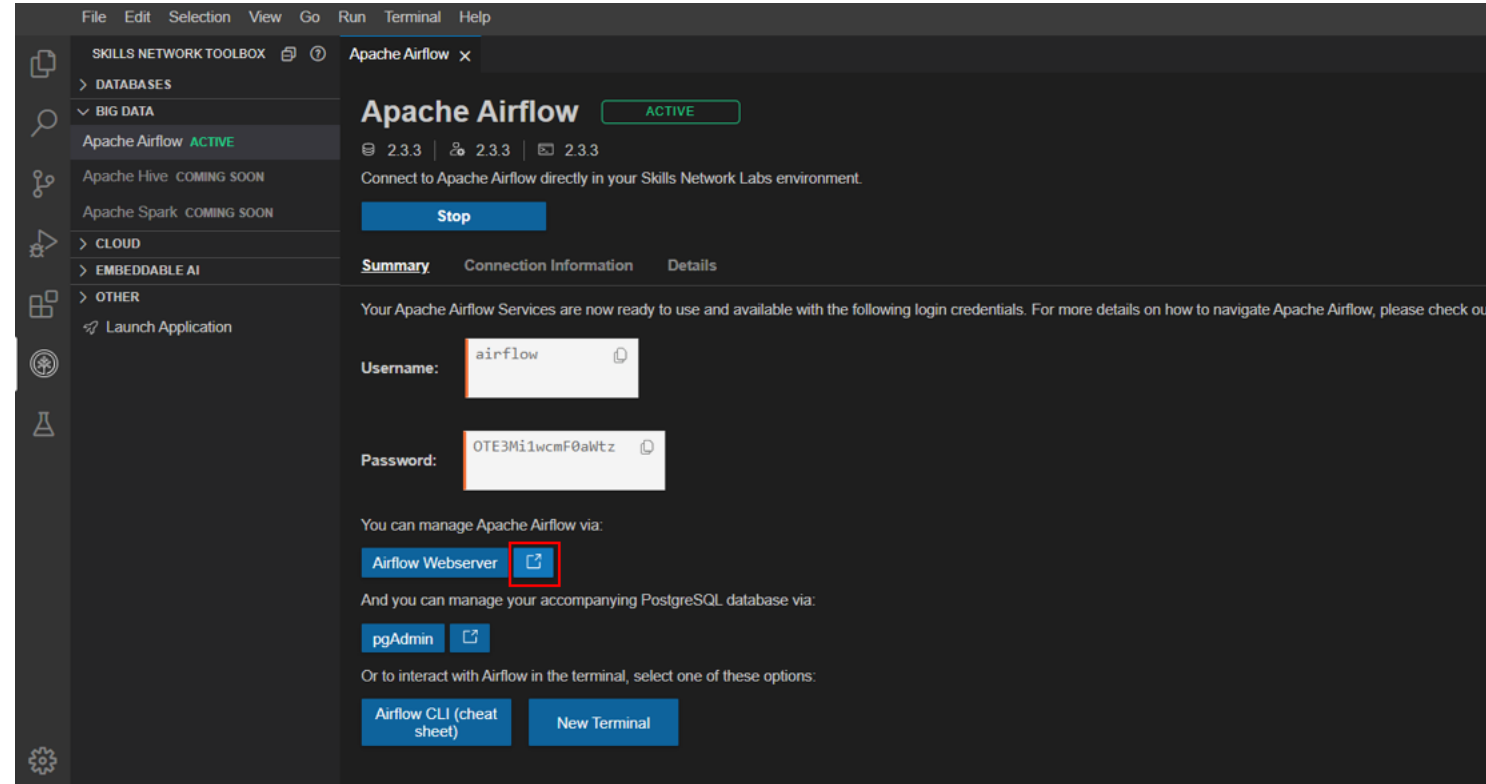 File Edit Selection View Go Run Terminal Help
SKILLS NETWORK TOOLBOX
DATABASES
BIG DATA
Apache Airflow ACTIVE
Apache Hive COMING SOON
Apache Spark COMING SOON
CLOUD
EMBEDDABLE AI
OTHER
Launch Application
Apache Airflow
Apache Airflow ACTIVE
2.3.3 2.3.3 2.3.3
Connect to Apache Airflow directly in your Skills Network Labs environment.
Stop
Summary Connection Information Details
Your Apache Airflow Services are now ready to use and available with the following login credentials. For more details on how to navigate Apache Airflow, please check ou
Username: airflow
Password: OTE3Mi1wcmF0aWtz
You can manage Apache Airflow via:
Airflow Webserver
And you can manage your accompanying PostgreSQL database via:
pgAdmin
Or to interact with Airflow in the terminal, select one of these options:
Airflow CLI (cheat
sheet)
New Terminal